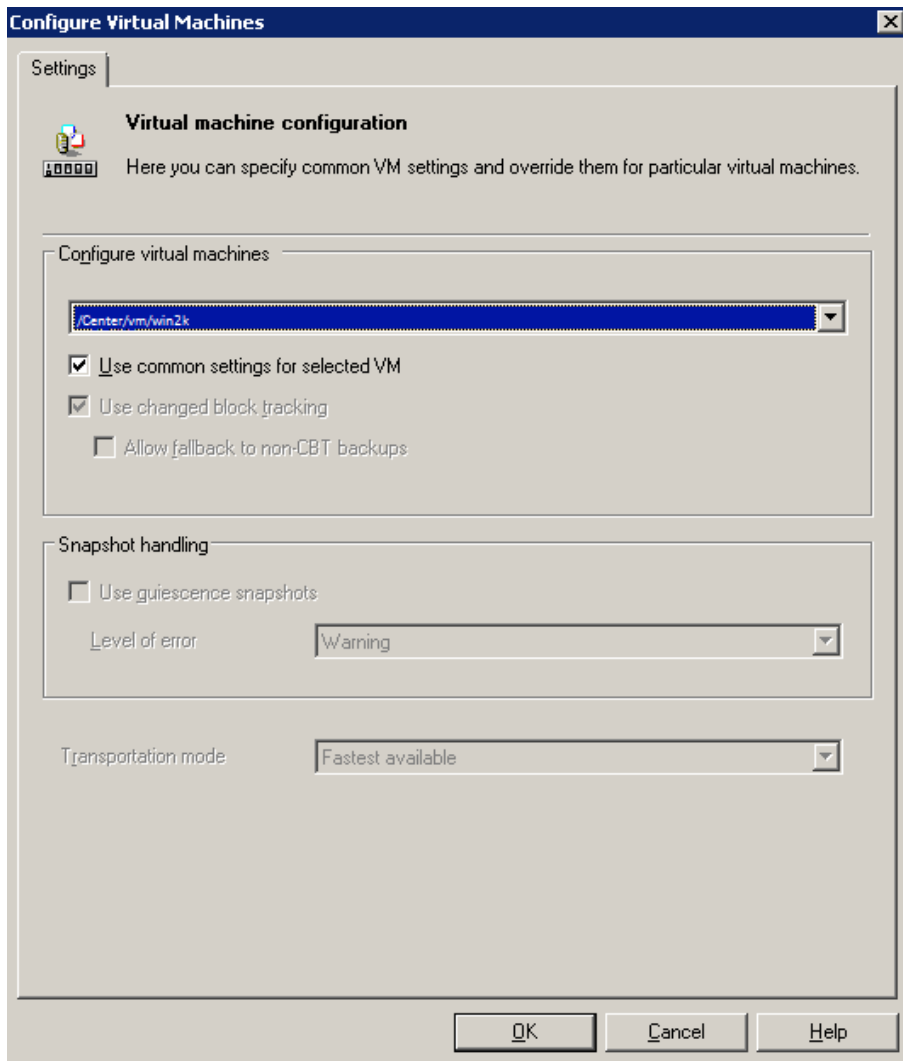 Configure Virtual Machines
Settings
Virtual machine configuration
Here you can specify common VM settings and override them for particular virtual machines.
Configure virtual machines
/Center/vm/win2k
Use common settings for selected VM
Use changed block tracking
Allow fallback to non-CBT backups
Snapshot handling
Use quiescence snapshots
Level of error
Warning
Transportation mode
Fastest available
OK
Cancel
Help